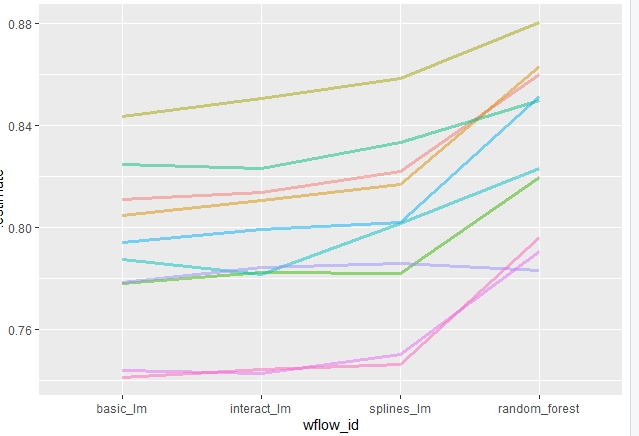 0.88
0.84
0.80
0.76
basic_lm
interact_lm
splines_lm
random_forest
wflow_id